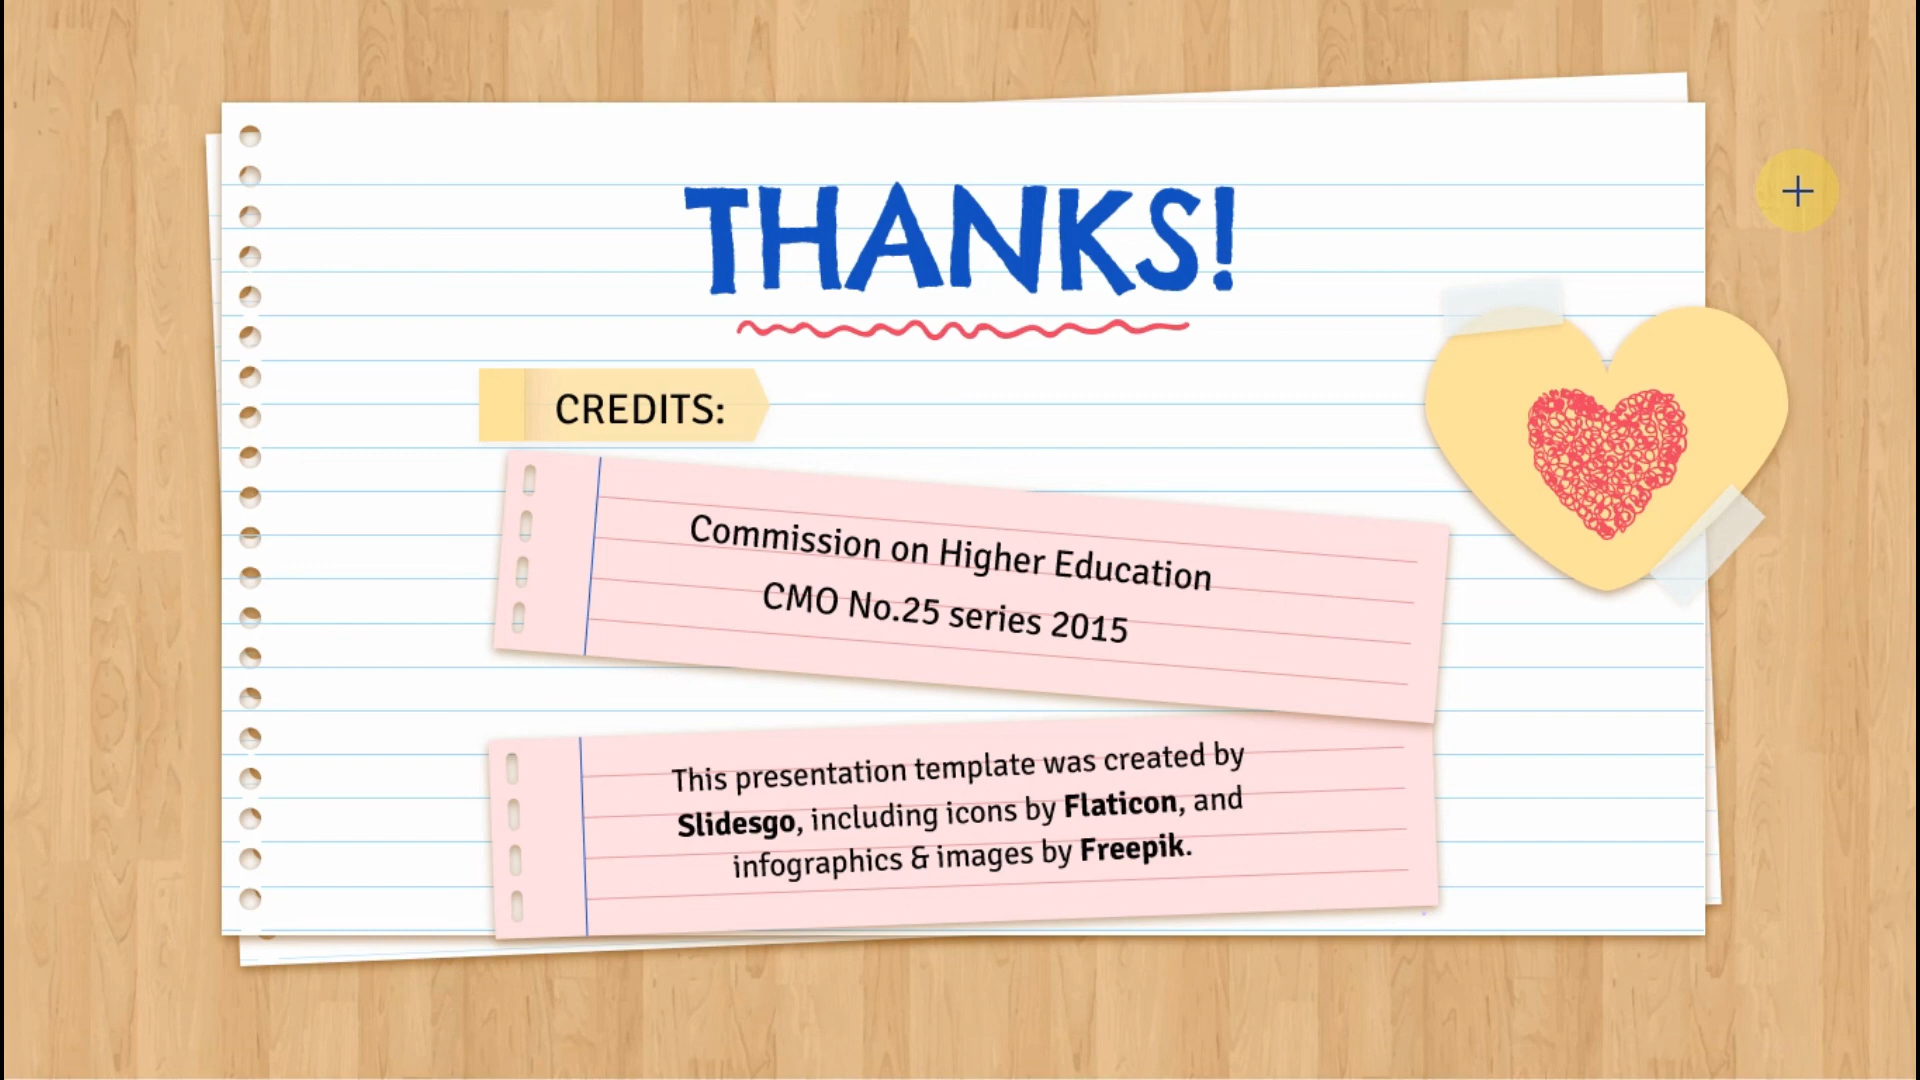 THANKS!
CREDITS:
Commission on Higher Education
CMO No.25 series 2015
This presentation template was created by
Slidesgo, including icons by Flaticon, and
infographics & images by Freepik.